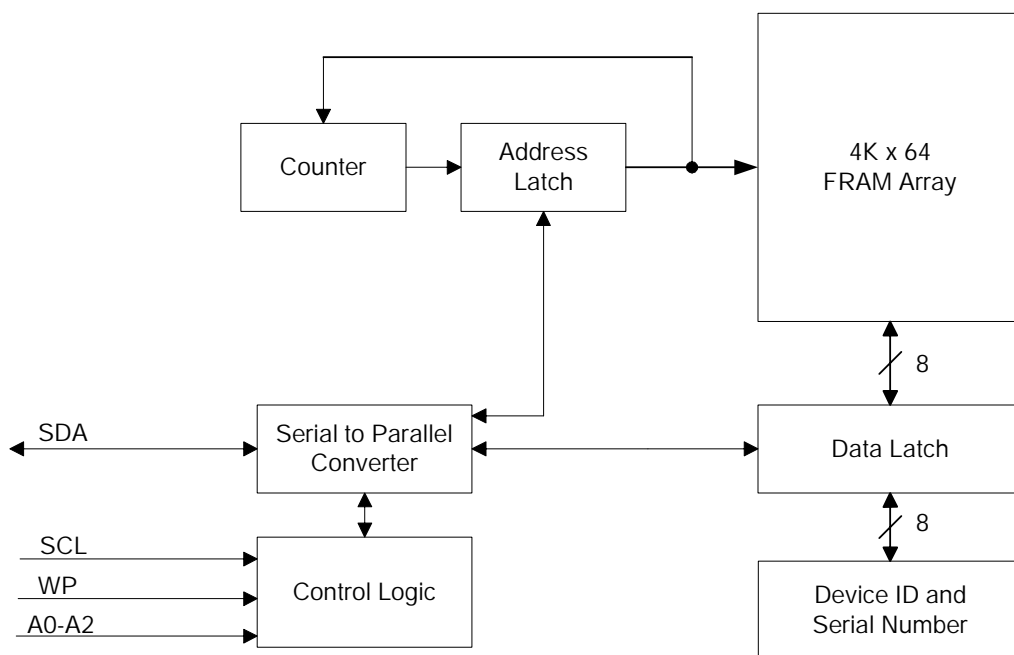 Counter
Address
Latch
4K x 64
FRAM Array
8
SDA
Serial to Parallel
Converter
Data Latch
8
SCL
WP
A0-A2
Control Logic
Device ID and
Serial Number